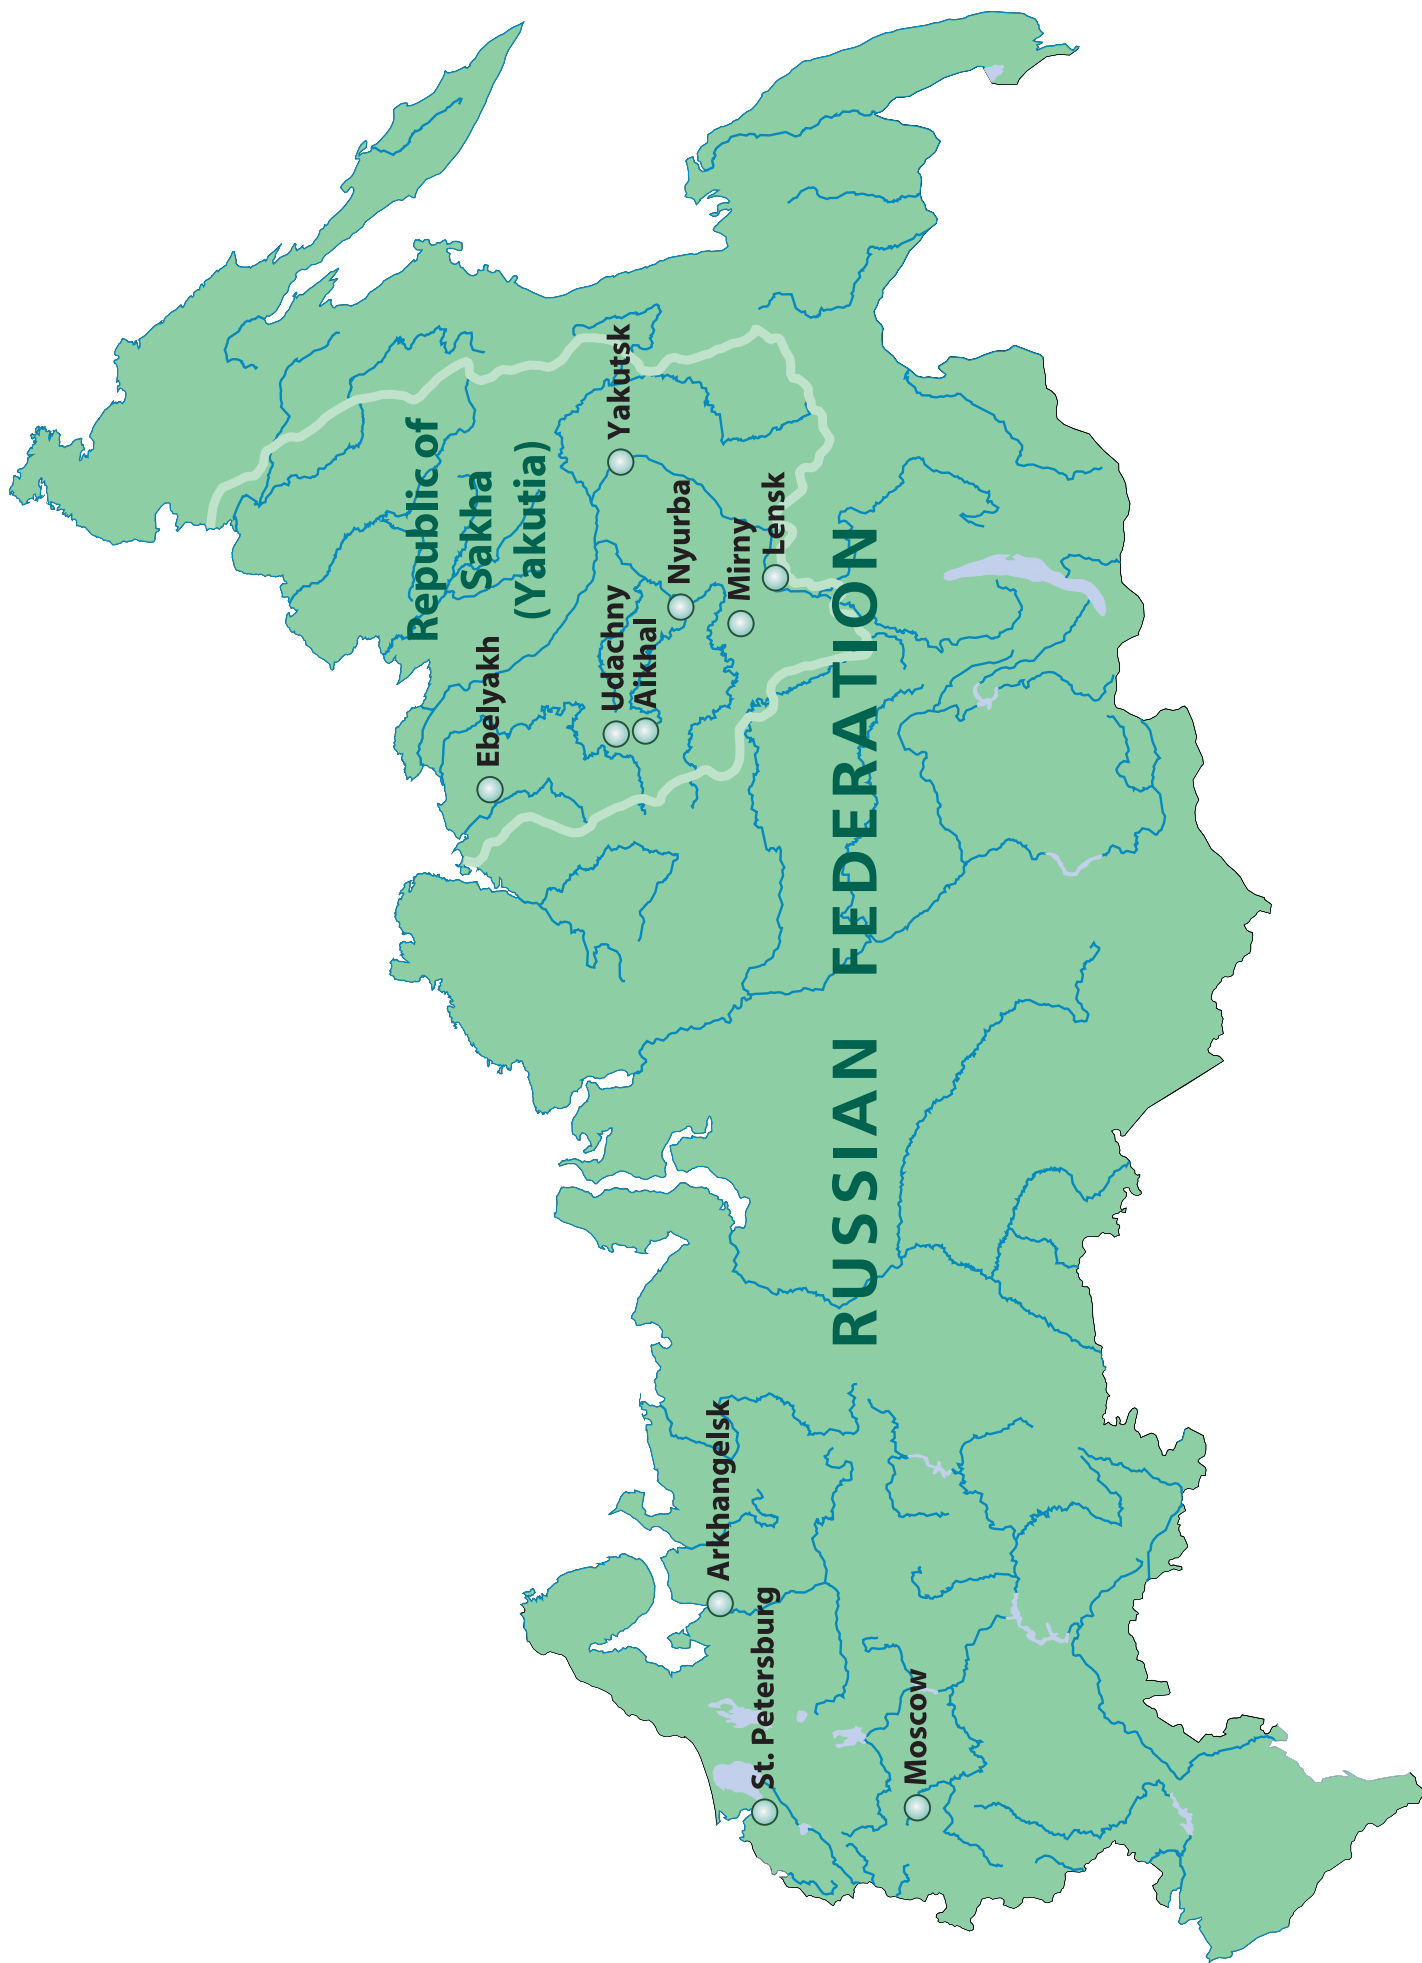 Republic of
Sakha
(Yakutia)
Ebelyakh
Udachny
Aikhal
Nyurba
Yakutsk
Mirny
Lensk
RUSSIAN FEDERATION
Arkhangelsk
St. Petersburg
Moscow